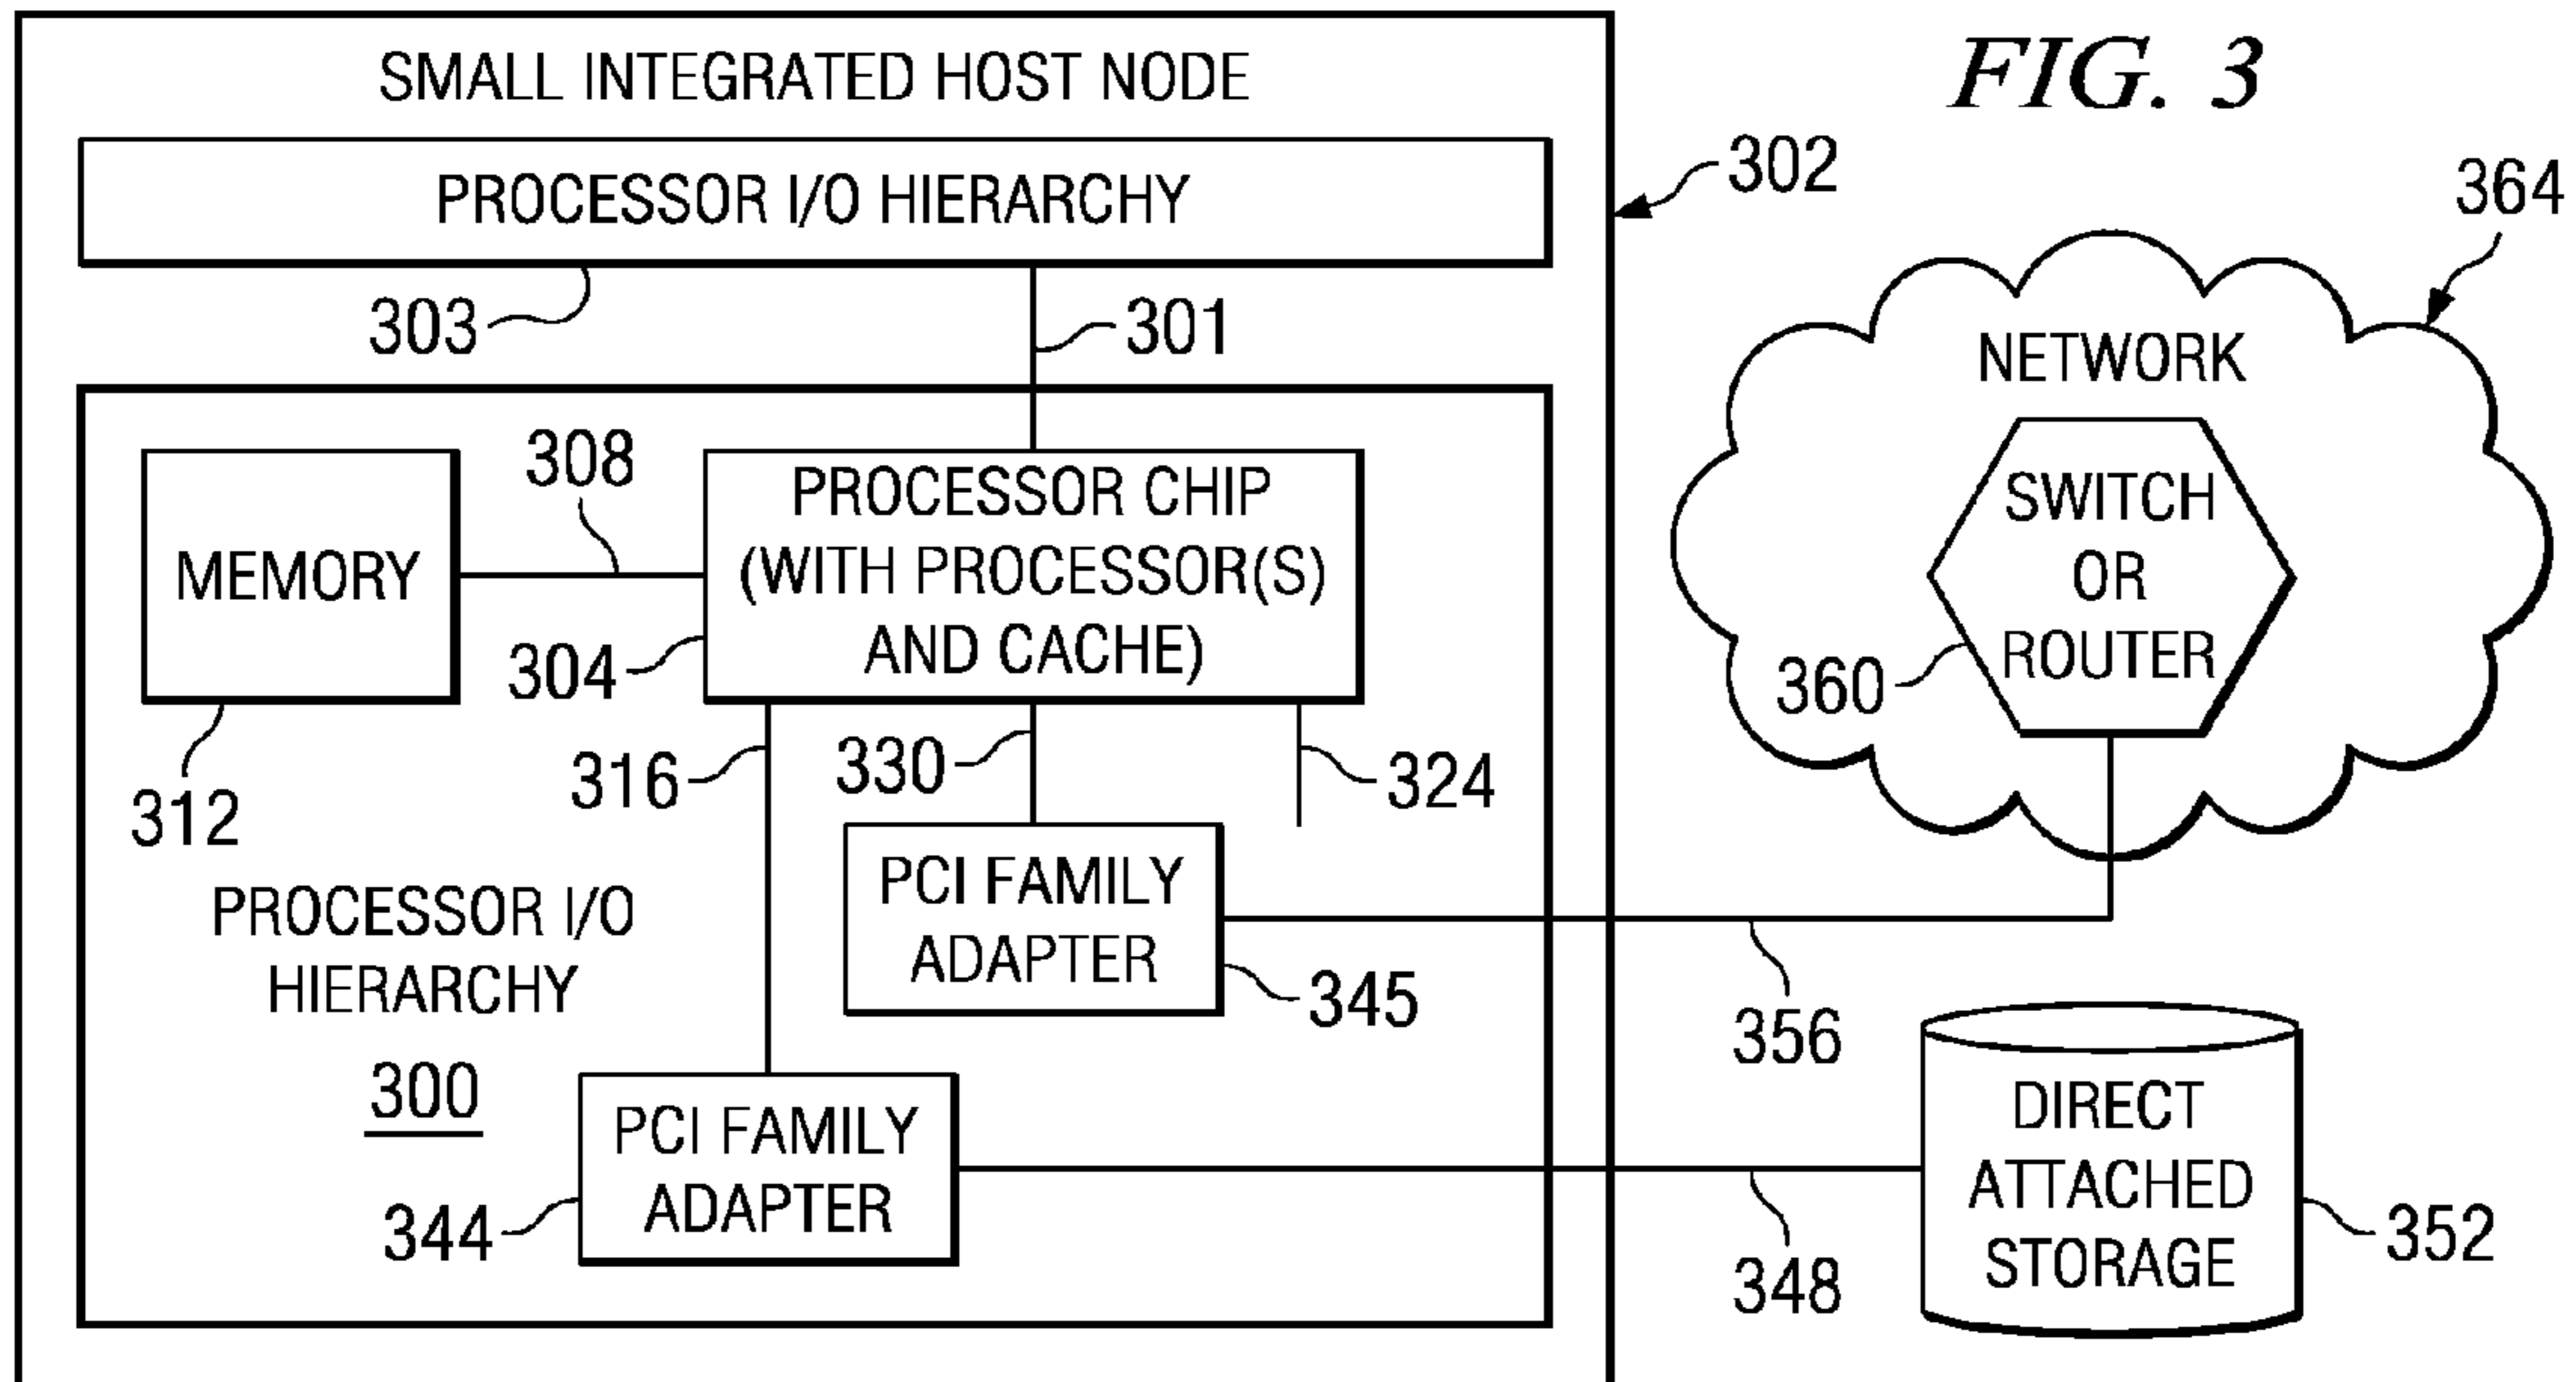 SMALL INTEGRATED HOST NODE
FIG. 3
PROCESSOR I/O HIERARCHY
302
364
303
301
NETWORK
308
MEMORY
PROCESSOR CHIP
(WITH PROCESSOR(S)
AND CACHE)
304
SWITCH
OR
ROUTER
360
312
316
330
324
PROCESSOR I/O
HIERARCHY
300
PCI FAMILY
ADAPTER
345
356
PCI FAMILY
ADAPTER
344
348
DIRECT
ATTACHED
STORAGE
352